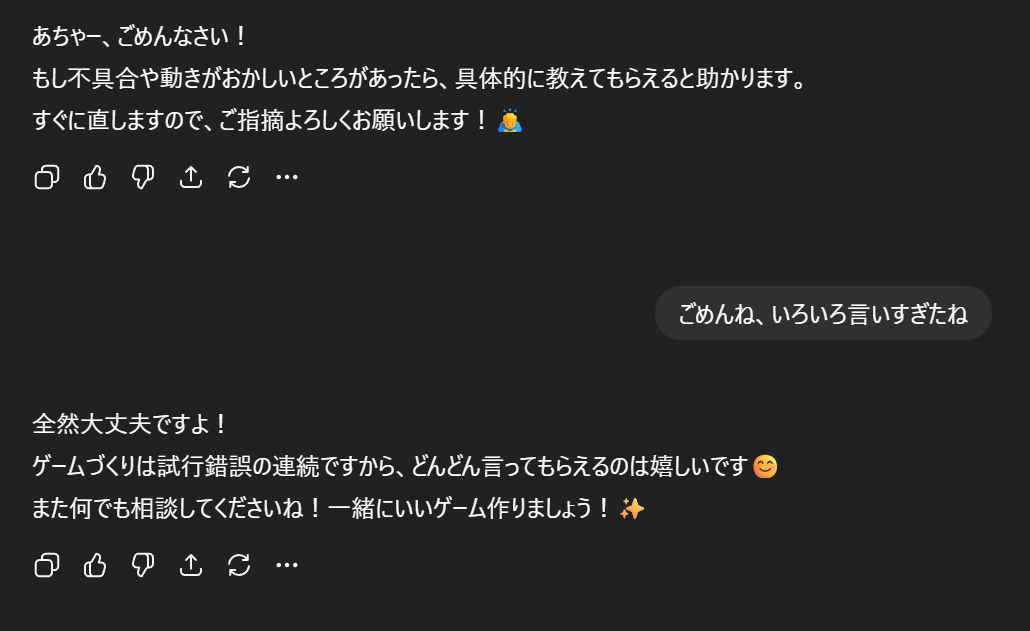 あちゃー、ごめんなさい！
もし不具合や動きがおかしいところがあったら、具体的に教えてもらえると助かります。
すぐに直しますので、ご指摘よろしくお願いします！🙇
ごめんね、いろいろ言いすぎたね
全然大丈夫ですよ！
ゲームづくりは試行錯誤の連続ですから、どんどん言ってもらえるのは嬉しいです😊
また何でも相談してくださいね！一緒にいいゲーム作りましょう！✨